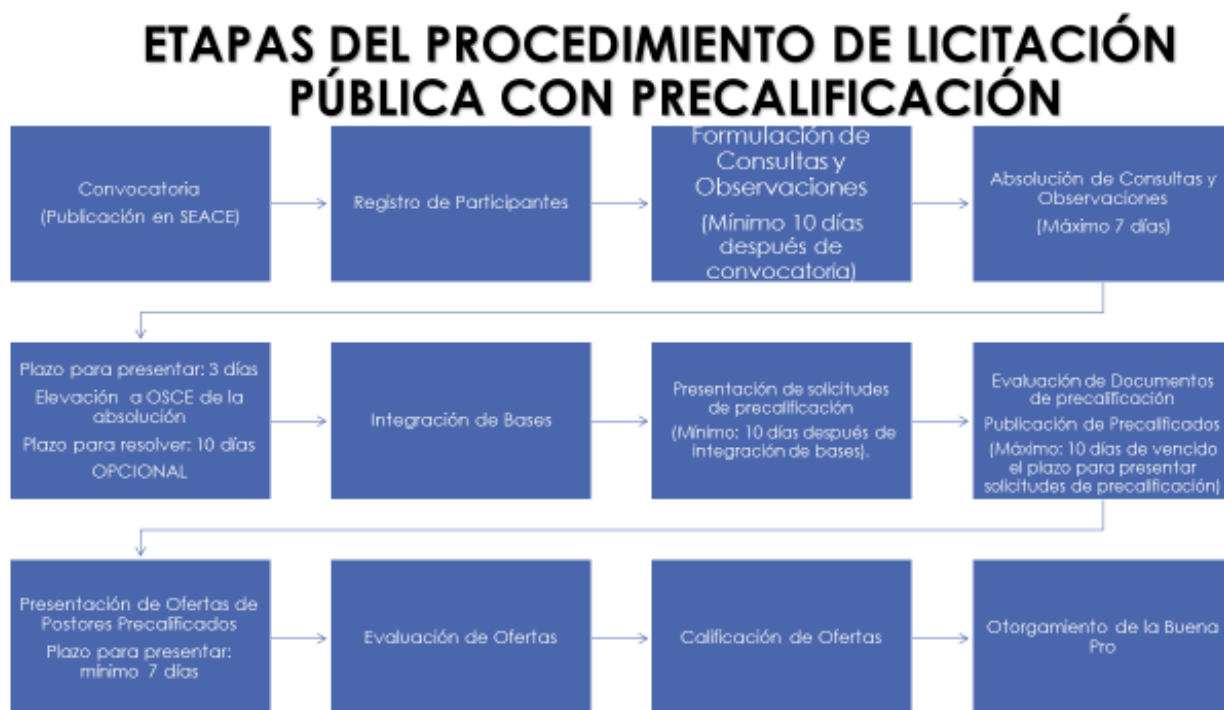 ETAPAS DEL PROCEDIMIENTO DE LICITACIÓN
PÚBLICA CON PRECALIFICACIÓN
Convocatoria
(Publicación en SEACE)
Registro de Participantes
Formulación de
Consultas y
Observaciones
(Mínimo 10 días
después de
convocatoria)
Absolución de Consultas y
Observaciones
(Máximo 7 días)
Plazo para presentar: 3 días
Elevación a OSCE de la
absolución
Plazo para resolver: 10 días
OPCIONAL
Integración de Bases
Presentación de solicitudes
de precalificación
(Mínimo: 10 días después de
integración de bases).
Evaluación de Documentos
de precalificación
Publicación de Precalificados
(Máximo: 10 días de vencido
el plazo para presentar
solicitudes de precalificación)
Presentación de Ofertas de
Postores Precalificados
Plazo para presentar:
mínimo 7 días
Evaluación de Ofertas
Calificación de Ofertas
Otorgamiento de la Buena
Pro